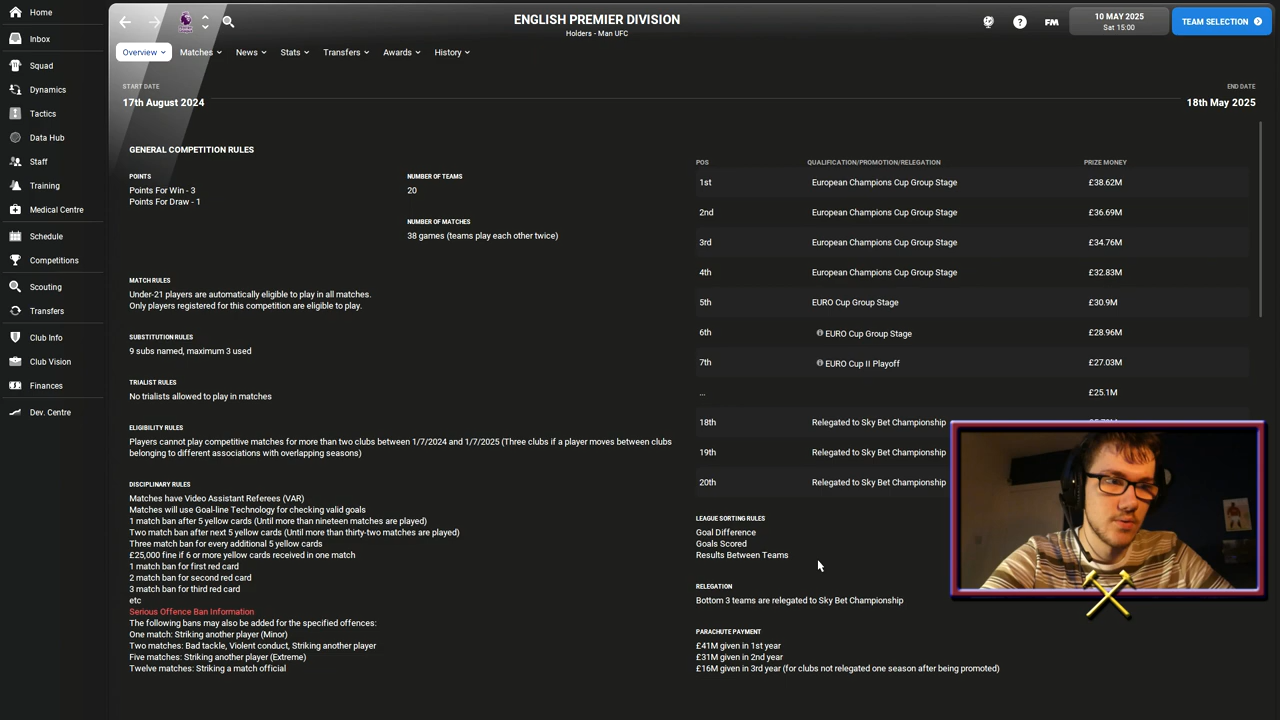 Home
Inbox
Squad
Dynamics
Tactics
Data Hub
Staff
Training
Medical Centre
Schedule
Competitions
Scouting
Transfers
Club Info
Club Vision
Finances
Dev. Centre
ENGLISH PREMIER DIVISION
Holders - Man UFC
?
FM
10 MAY 2025
Sat 15:00
TEAM SELECTION
Overview
Matches
News
Stats
Transfers
Awards
History
START DATE
17th August 2024
END DATE
18th May 2025
GENERAL COMPETITION RULES
POINTS
Points For Win - 3
Points For Draw - 1
NUMBER OF TEAMS
20
NUMBER OF MATCHES
38 games (teams play each other twice)
MATCH RULES
Under-21 players are automatically eligible to play in all matches.
Only players registered for this competition are eligible to play.
SUBSTITUTION RULES
9 subs named, maximum 3 used
TRIALIST RULES
No trialists allowed to play in matches
ELIGIBILITY RULES
Players cannot play competitive matches for more than two clubs between 1/7/2024 and 1/7/2025 (Three clubs if a player moves between clubs
belonging to different associations with overlapping seasons)
DISCIPLINARY RULES
Matches have Video Assistant Referees (VAR)
Matches will use Goal-line Technology for checking valid goals
1 match ban after 5 yellow cards (Until more than nineteen matches are played)
Two match ban after next 5 yellow cards (Until more than thirty-two matches are played)
Three match ban for every additional 5 yellow cards
£25,000 fine if 6 or more yellow cards received in one match
1 match ban for first red card
2 match ban for second red card
3 match ban for third red card
etc
Serious Offence Ban Information
The following bans may also be added for the specified offences:
One match: Striking another player (Minor)
Two matches: Bad tackle, Violent conduct, Striking another player
Five matches: Striking another player (Extreme)
Twelve matches: Striking a match official
POS QUALIFICATION/PROMOTION/RELEGATION PRIZE MONEY
1st European Champions Cup Group Stage £38.62M
2nd European Champions Cup Group Stage £36.69M
3rd European Champions Cup Group Stage £34.76M
4th European Champions Cup Group Stage £32.83M
5th EURO Cup Group Stage £30.9M
6th EURO Cup Group Stage £28.96M
7th EURO Cup II Playoff £27.03M
... £25.1M
18th Relegated to Sky Bet Championship
19th Relegated to Sky Bet Championship
20th Relegated to Sky Bet Championship
LEAGUE SORTING RULES
Goal Difference
Goals Scored
Results Between Teams
RELEGATION
Bottom 3 teams are relegated to Sky Bet Championship
PARACHUTE PAYMENT
£41M given in 1st year
£31M given in 2nd year
£16M given in 3rd year (for clubs not relegated one season after being promoted)